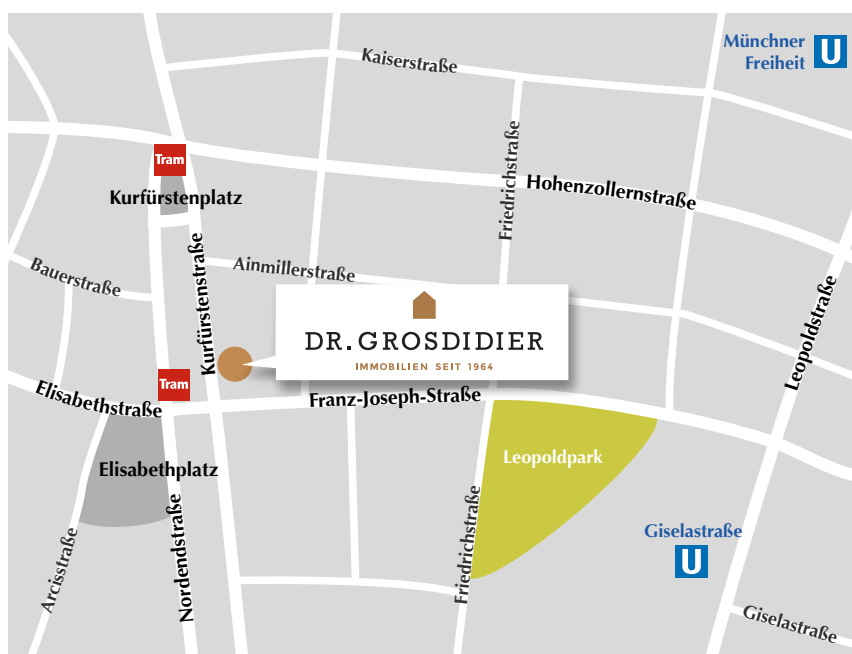 Münchner
Freiheit
U
Kaiserstraße
Tram
Friedrichstraße
Hohenzollernstraße
Kurfürstenplatz
Bauerstraße
Ainmillerstraße
Kurfürstenstraße
Leopoldstraße
DR. GROSDIDIER
IMMOBILIEN SEIT 1964
Tram
Elisabethstraße
Franz-Joseph-Straße
Leopoldpark
Elisabethplatz
Giselastraße
U
Friedrichstraße
Nordendstraße
Arcisstraße
Giselastraße